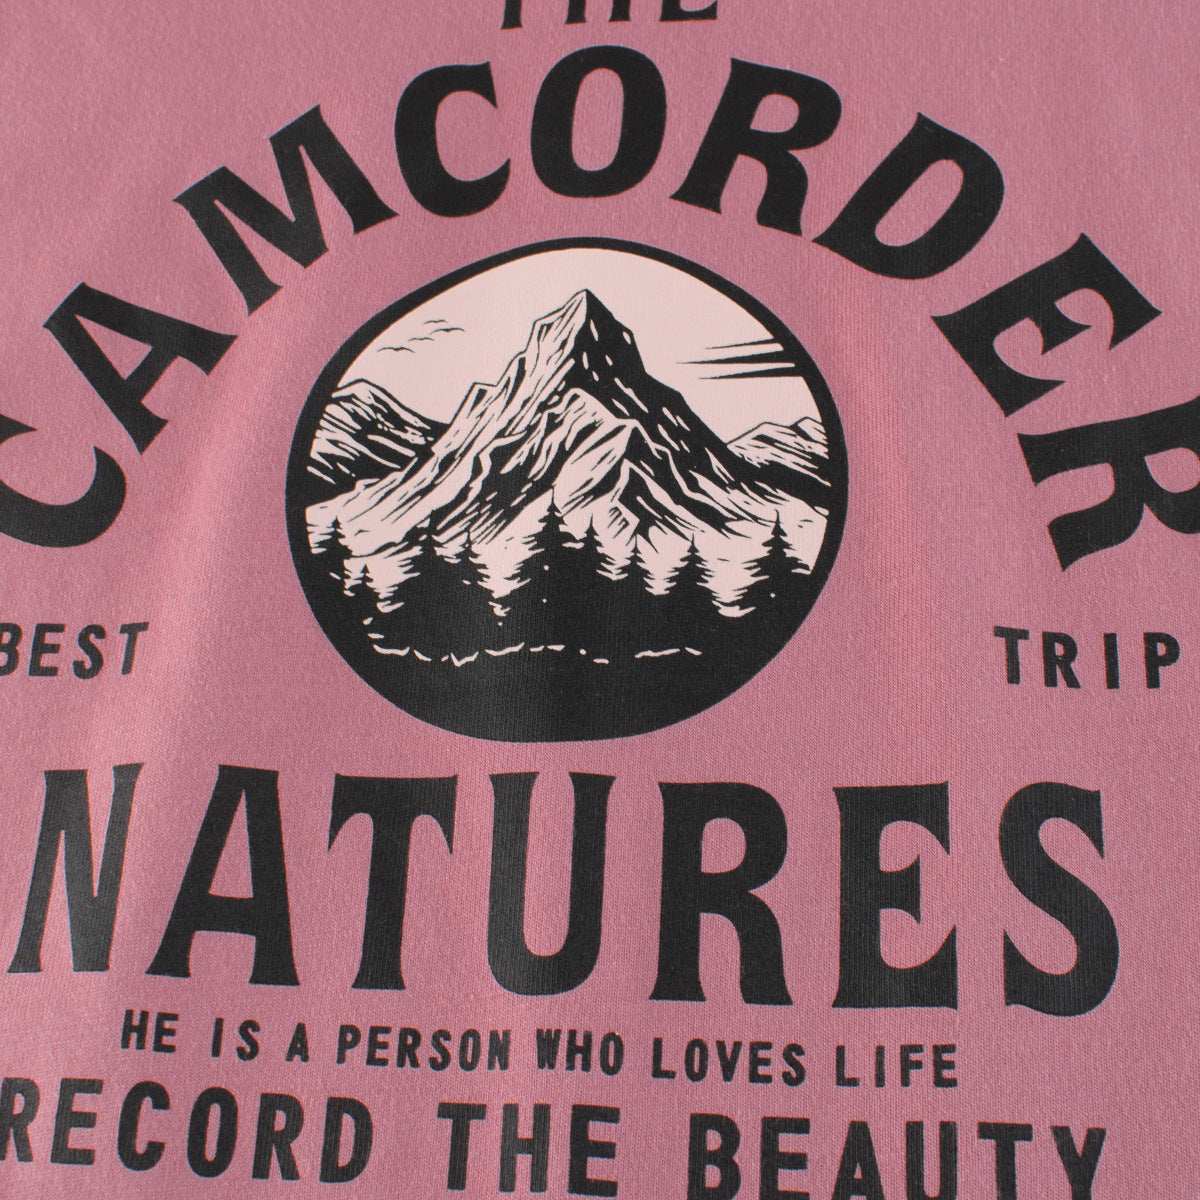 THE
CAMCORDER
BEST TRIP
NATURES
HE IS A PERSON WHO LOVES LIFE
RECORD THE BEAUTY